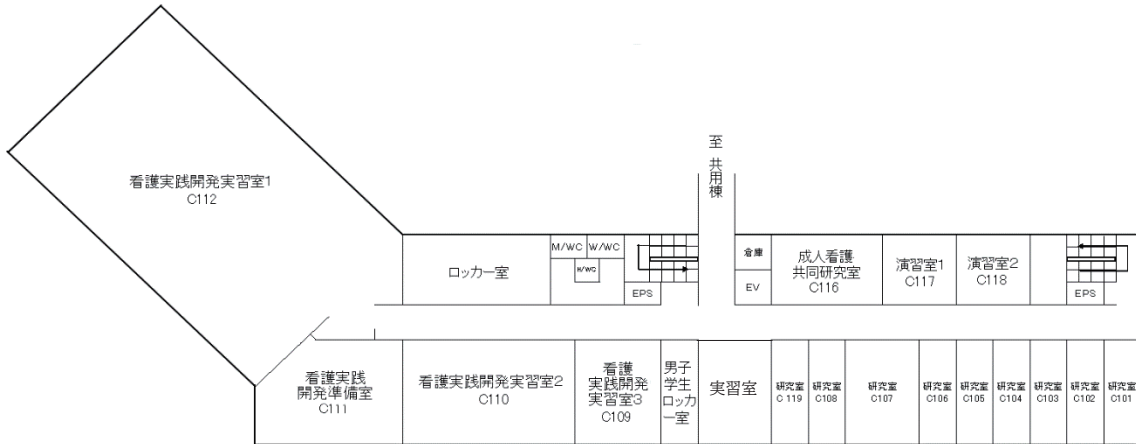 至 共用棟
看護実践開発実習室1
C112
ロッカー室
M/WC
W/WC
H/WC
EPS
倉庫
EV
成人看護
共同研究室
C116
演習室1
C117
演習室2
C118
EPS
看護実践
開発準備室
C111
看護実践開発実習室2
C110
看護
実践開発
実習室3
C109
男子
学生
ロッカ
ー室
実習室
研究室
C 119
研究室
C108
研究室
C107
研究室
C106
研究室
C105
研究室
C104
研究室
C103
研究室
C102
研究室
C101